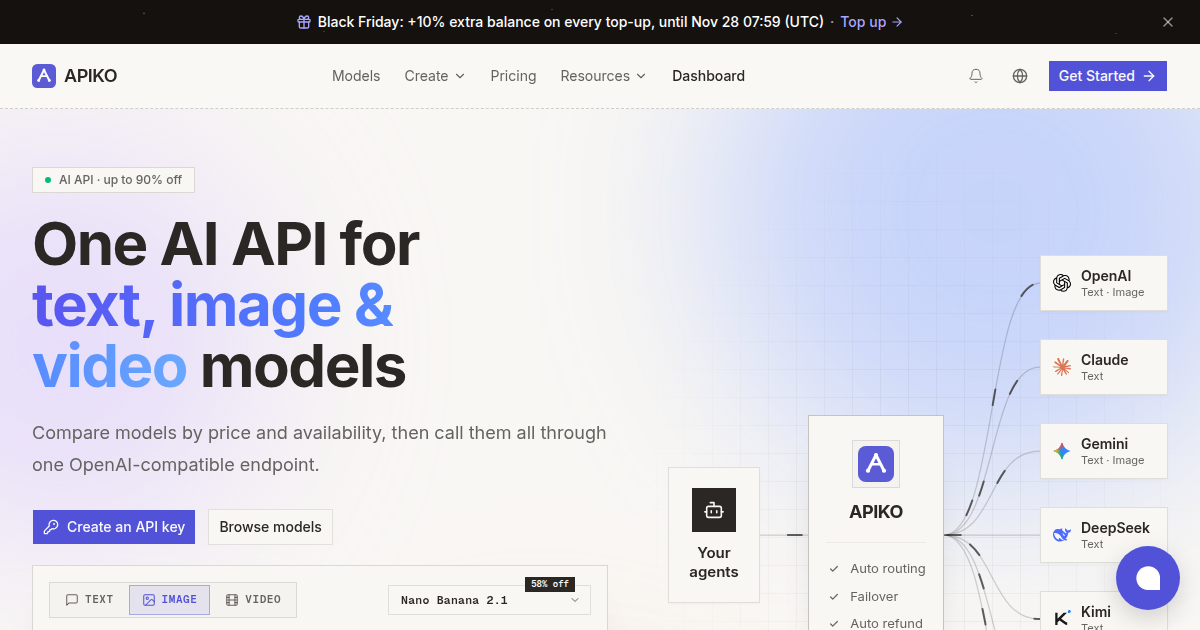 Black Friday: +10% extra balance on every top-up, until Nov 28 07:59 (UTC) · Top up
APIKO
Models
Create
Pricing
Resources
Dashboard
Get Started
AI API · up to 90% off
One AI API for
text, image &
video models
Compare models by price and availability, then call them all through
one OpenAI-compatible endpoint.
Create an API key
Browse models
TEXT
IMAGE
VIDEO
58% off
Nano Banana 2.1
Your
agents
APIKO
Auto routing
Failover
Auto refund
OpenAI
Text · Image
Claude
Text
Gemini
Text · Image
DeepSeek
Text
Kimi
Text